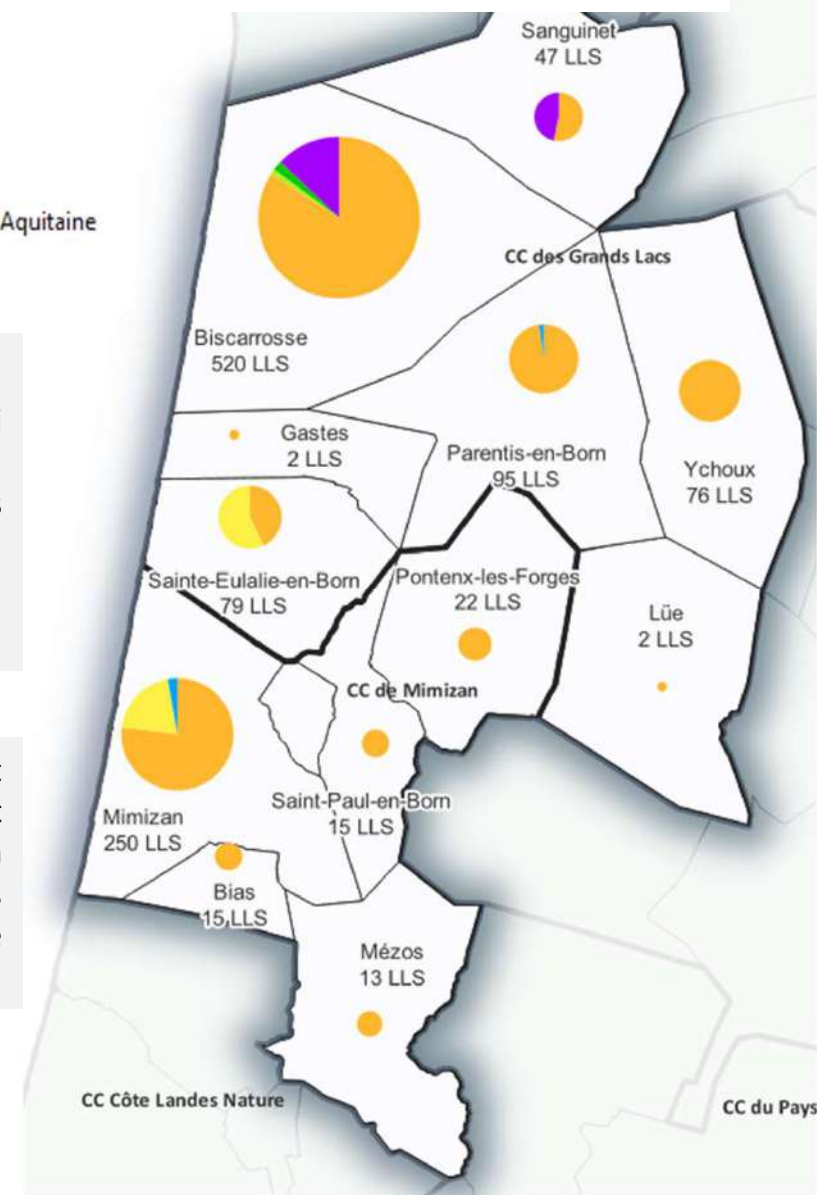 Sanguinet
47 LLS
Aquitaine
CC des Grands Lacs
Biscarrosse
520 LLS
Gastes
2 LLS
Parentis-en-Born
95 LLS
Ychoux
76 LLS
Sainte-Eulalie-en-Born
79 LLS
Pontenx-les-Forges
22 LLS
Lüe
2 LLS
CC de Mimizan
Saint-Paul-en-Born
15 LLS
Mimizan
250 LLS
Bias
15 LLS
Mézos
13 LLS
CC Côte Landes Nature
CC du Pays